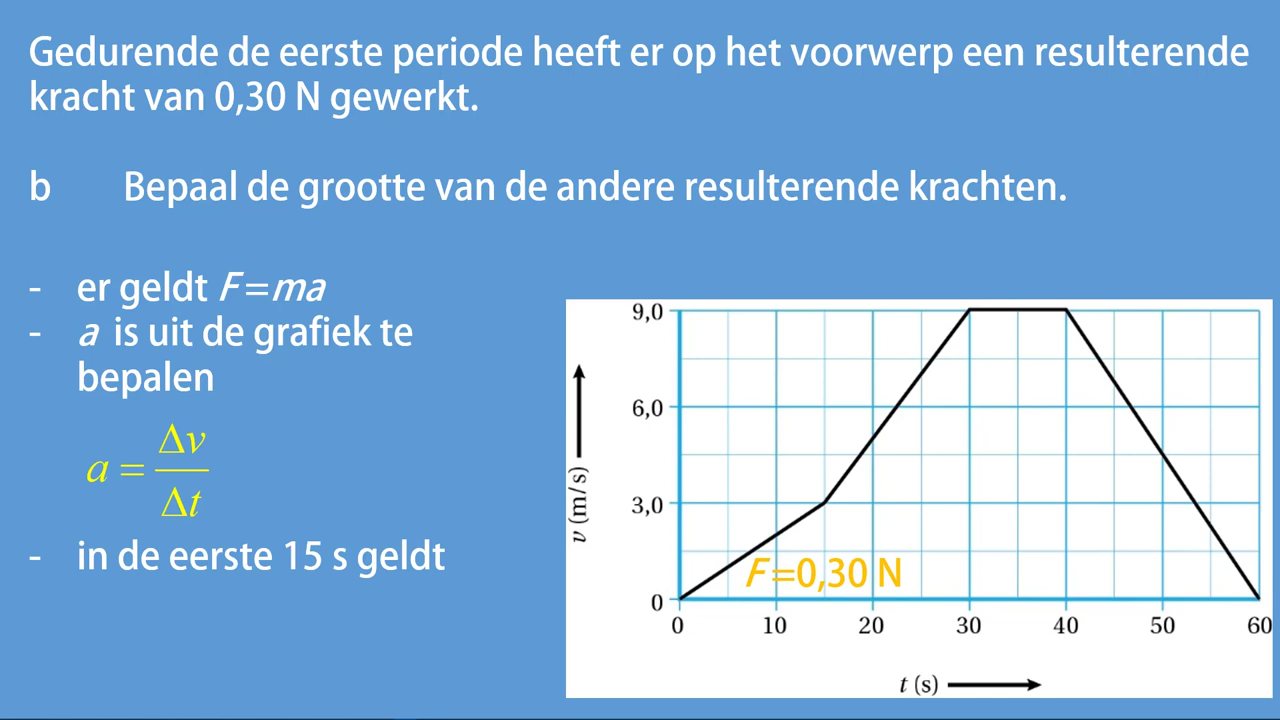 Gedurende de eerste periode heeft er op het voorwerp een resulterende
kracht van 0,30 N gewerkt.
b Bepaal de grootte van de andere resulterende krachten.
- er geldt F=ma
- a is uit de grafiek te
bepalen
a = Δv
Δt
- in de eerste 15 s geldt
9,0
6,0
3,0
0
v (m/s)
F=0,30 N
0 10 20 30 40 50 60
t (s)